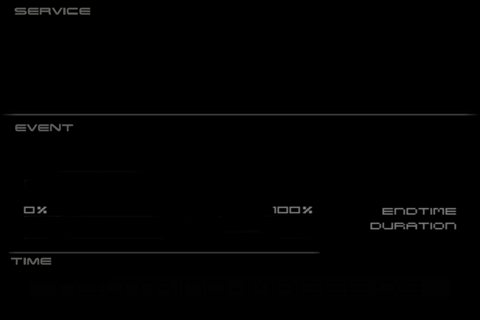 SERVICE
EVENT
0% 100% ENDTIME
DURATION
TIME